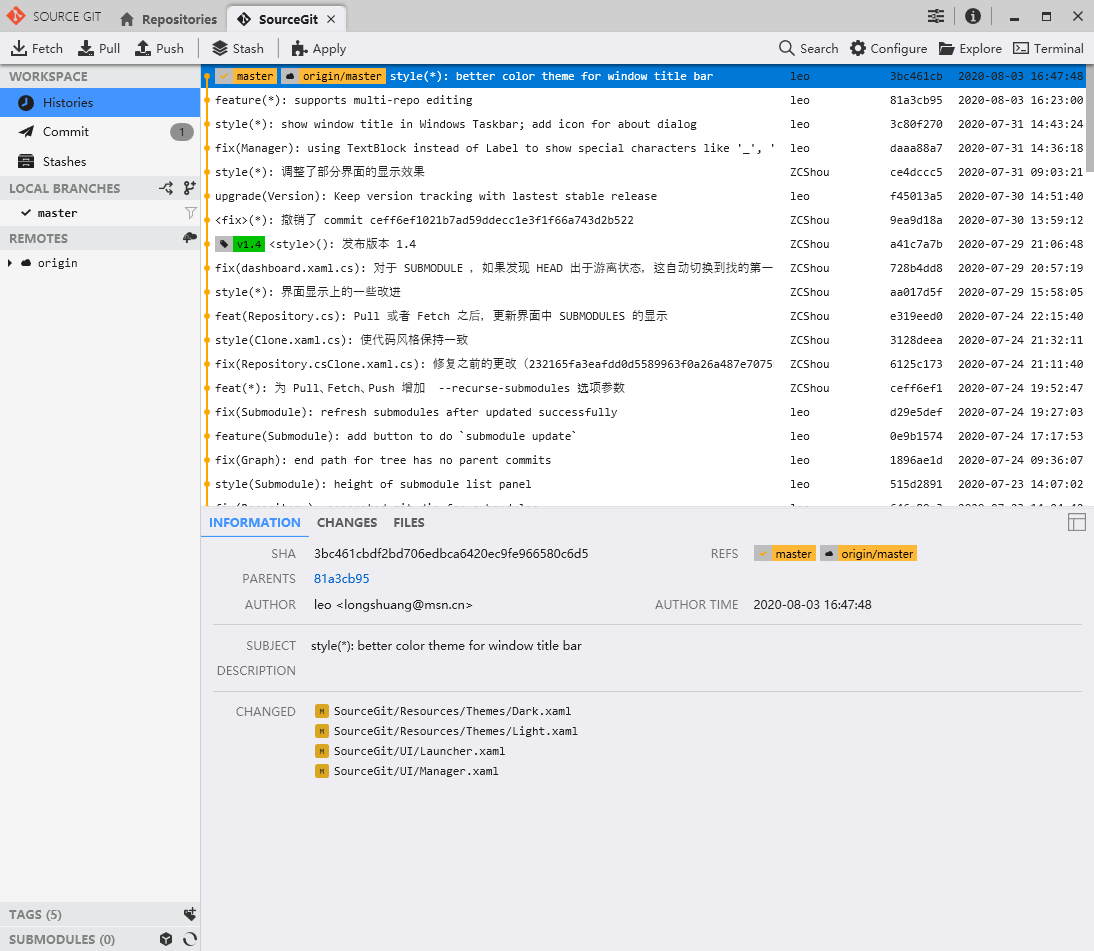 SOURCE GIT Repositories SourceGit
Fetch Pull Push Stash Apply Search Configure Explore Terminal
WORKSPACE
Histories
Commit 1
Stashes
LOCAL BRANCHES
master
REMOTES
origin
TAGS (5)
SUBMODULES (0)
master origin/master style(*): better color theme for window title bar leo 3bc461cb 2020-08-03 16:47:48
feature(*): supports multi-repo editing leo 81a3cb95 2020-08-03 16:23:00
style(*): show window title in Windows Taskbar; add icon for about dialog leo 3c80f270 2020-07-31 14:43:24
fix(Manager): using TextBlock instead of Label to show special characters like '_', ' leo daaa88a7 2020-07-31 14:36:18
style(*): 调整了部分界面的显示效果 ZCShou ce4dccc5 2020-07-31 09:03:21
upgrade(Version): Keep version tracking with lastest stable release leo f45013a5 2020-07-30 14:51:40
<fix>(*): 撤销了 commit ceff6ef1021b7ad59ddecc1e3f1f66a743d2b522 ZCShou 9ea9d18a 2020-07-30 13:59:12
v1.4 <style>(): 发布版本 1.4 ZCShou a41c7a7b 2020-07-29 21:06:48
fix(dashboard.xaml.cs): 对于 SUBMODULE ，如果发现 HEAD 出于游离状态，这自动切换到找的第一 ZCShou 728b4dd8 2020-07-29 20:57:19
style(*): 界面显示上的一些改进 ZCShou aa017d5f 2020-07-29 15:58:05
feat(Repository.cs): Pull 或者 Fetch 之后，更新界面中 SUBMODULES 的显示 ZCShou e319eed0 2020-07-24 22:15:40
style(Clone.xaml.cs): 使代码风格保持一致 ZCShou 3128deea 2020-07-24 21:32:11
fix(Repository.csClone.xaml.cs): 修复之前的更改（232165fa3eafdd0d5589963f0a26a487e7075 ZCShou 6125c173 2020-07-24 21:11:40
feat(*): 为 Pull、Fetch、Push 增加 --recurse-submodules 选项参数 ZCShou ceff6ef1 2020-07-24 19:52:47
fix(Submodule): refresh submodules after updated successfully leo d29e5def 2020-07-24 19:27:03
feature(Submodule): add button to do `submodule update` leo 0e9b1574 2020-07-24 17:17:53
fix(Graph): end path for tree has no parent commits leo 1896ae1d 2020-07-24 09:36:07
style(Submodule): height of submodule list panel leo 515d2891 2020-07-23 14:07:02
INFORMATION CHANGES FILES
SHA 3bc461cbdf2bd706edbca6420ec9fe966580c6d5 REFS master origin/master
PARENTS 81a3cb95
AUTHOR leo <longshuang@msn.cn> AUTHOR TIME 2020-08-03 16:47:48
SUBJECT style(*): better color theme for window title bar
DESCRIPTION
CHANGED M SourceGit/Resources/Themes/Dark.xaml
M SourceGit/Resources/Themes/Light.xaml
M SourceGit/UI/Launcher.xaml
M SourceGit/UI/Manager.xaml